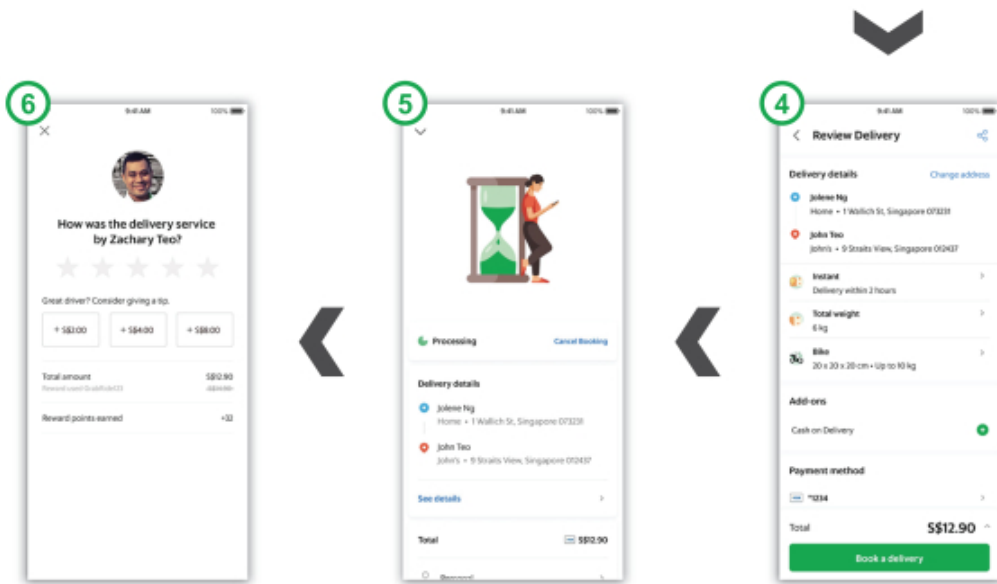 6
9:41 AM 100%
How was the delivery service
by Zachary Teo?
Great driver? Consider giving a tip.
+ S$2.00 + S$4.00 + S$8.00
Total amount S$12.90
Reward points earned +32
5
9:41 AM 100%
Processing Cancel Booking
Delivery details
Jolene Ng
Home • 1 Wallich St, Singapore 073231
John Teo
John's • 9 Straits View, Singapore 012437
See details
Total S$12.90
Personal
4
9:41 AM 100%
Review Delivery
Delivery details Change address
Jolene Ng
Home • 1 Wallich St, Singapore 073231
John Teo
John's • 9 Straits View, Singapore 012437
Instant
Delivery within 2 hours
Total weight
6 kg
Bike
20 x 20 x 20 cm • Up to 10 kg
Add-ons
Cash on Delivery
Payment method
*1234
Total S$12.90
Book a delivery